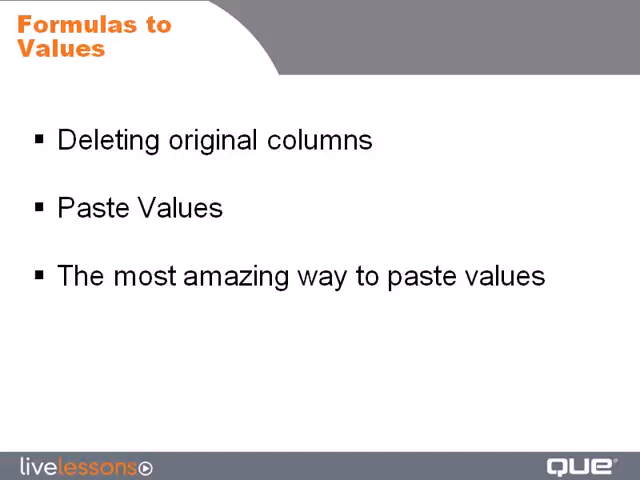 Formulas to
Values
▪ Deleting original columns
▪ Paste Values
▪ The most amazing way to paste values
livelessons
QUE®